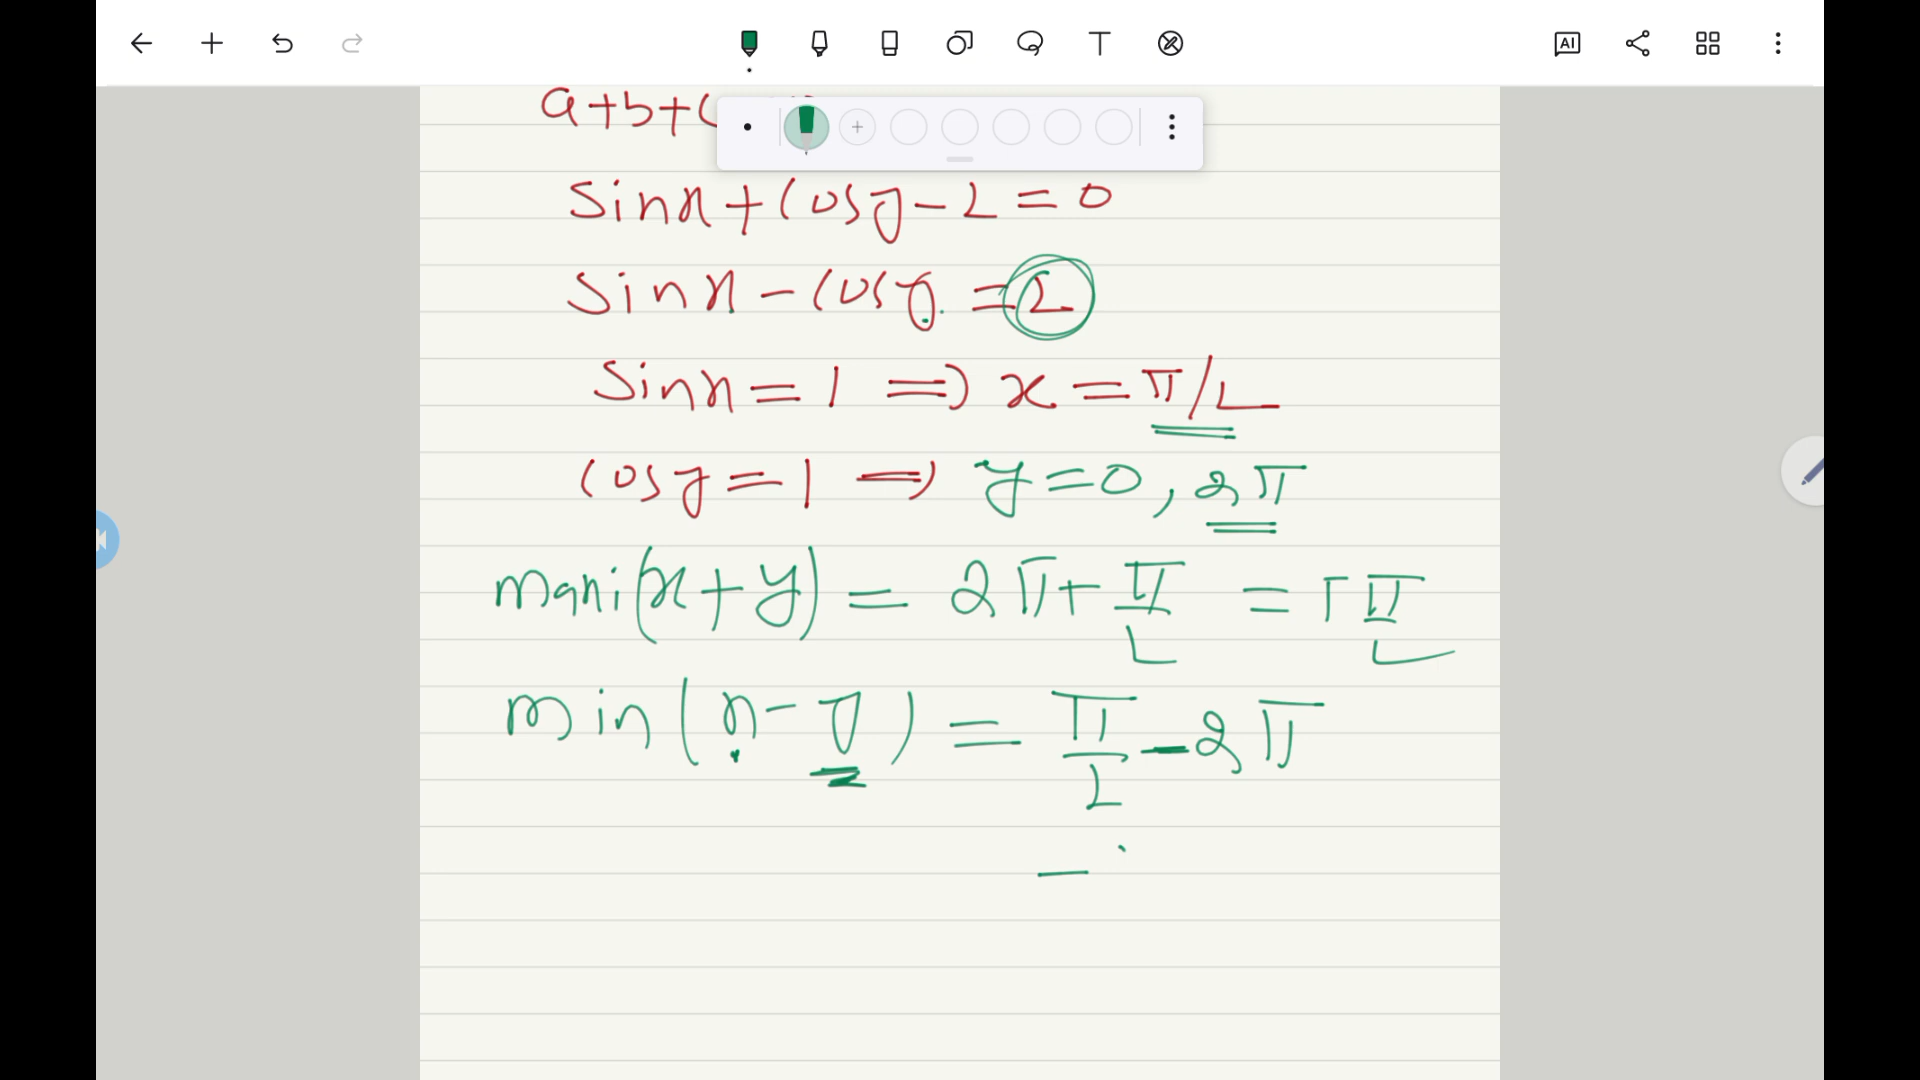 AI
a+b+c
Sinx+Cosy-2=0
Sinx-Cosy=2
Sinx=1 ⇒ x=π/2
Cosy=1 ⇒ y=0, 2π
max(x+y) = 2π+π/2 = 5π/2
min(x-y) = π/2-2π
-